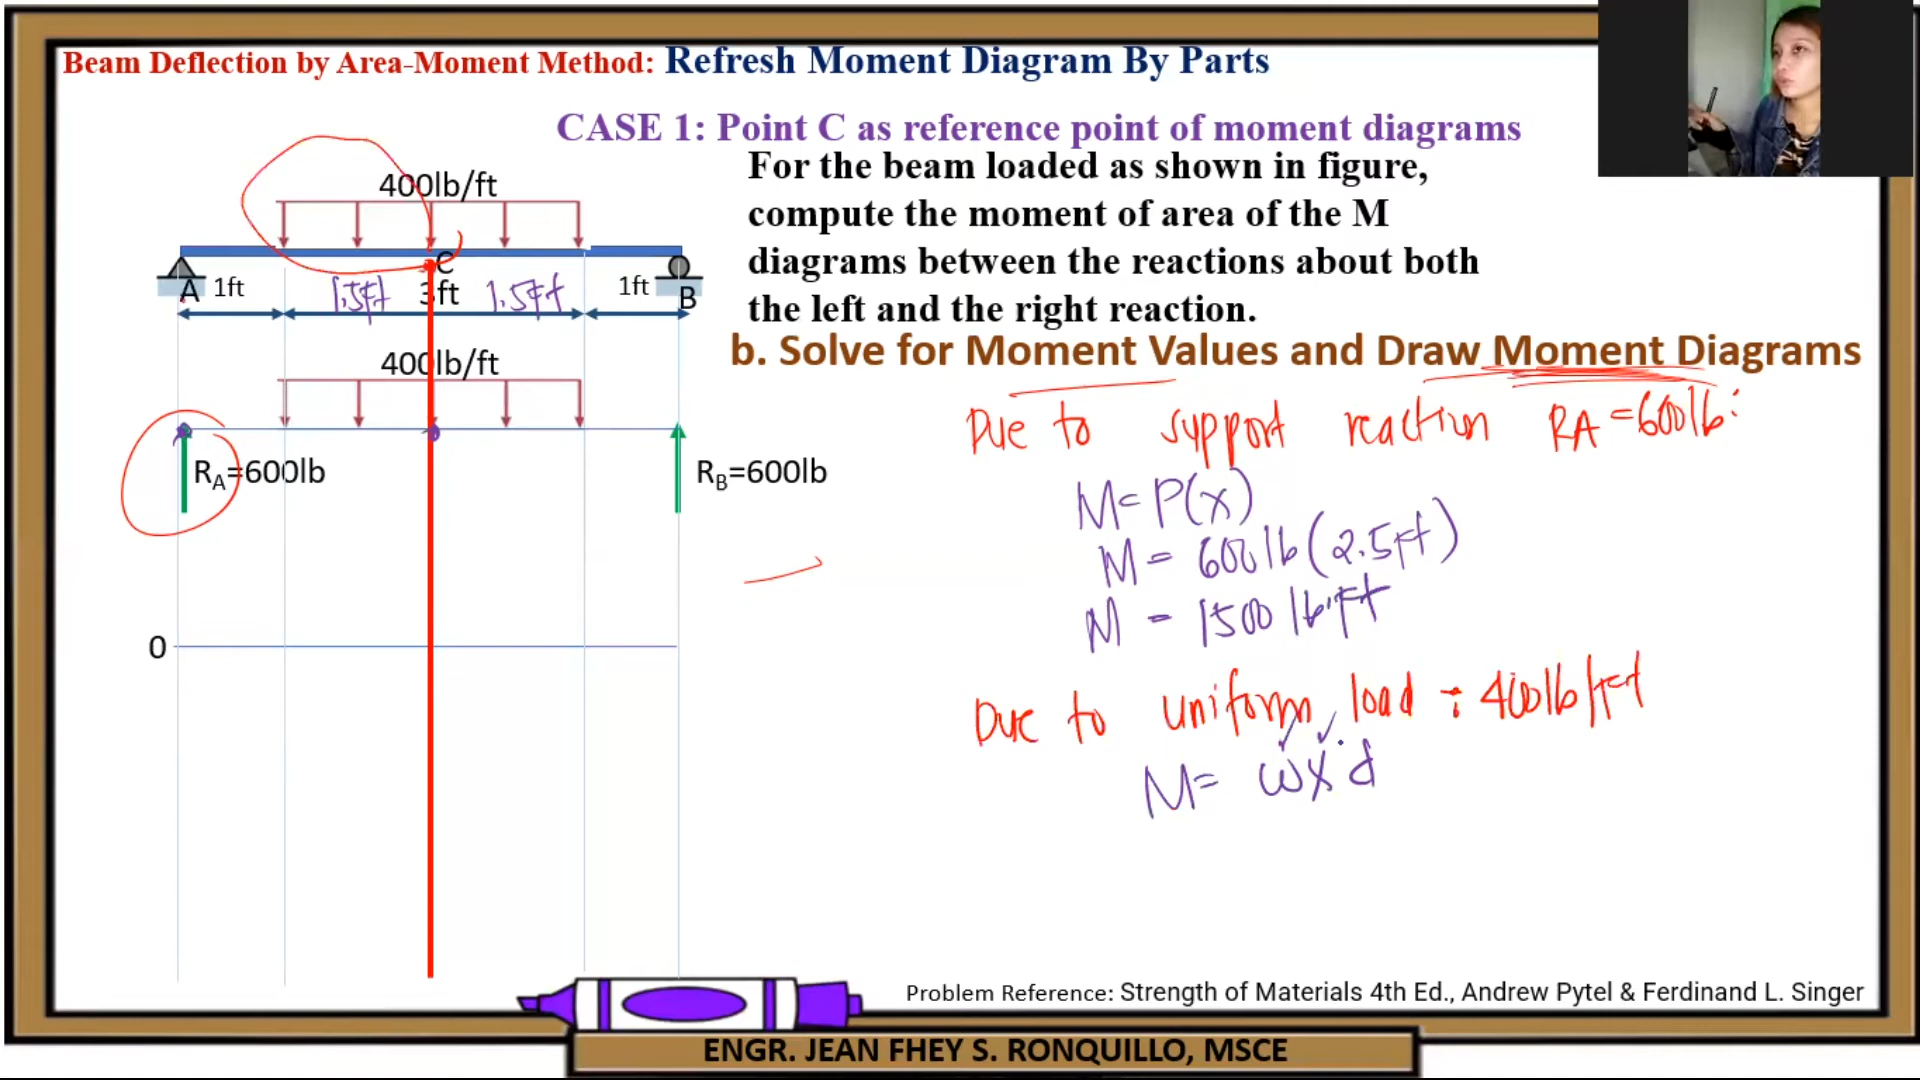 Beam Deflection by Area-Moment Method: Refresh Moment Diagram By Parts
CASE 1: Point C as reference point of moment diagrams
For the beam loaded as shown in figure,
compute the moment of area of the M
diagrams between the reactions about both
the left and the right reaction.
400lb/ft
C
A 1ft 1.5ft 3ft 1.5ft 1ft B
400lb/ft
RA=600lb
RB=600lb
0
b. Solve for Moment Values and Draw Moment Diagrams
Due to support reaction RA=600lb:
M=P(x)
M = 600lb(2.5ft)
M = 1500 lb·ft
Due to uniform load : 400lb/ft
M= wxd
Problem Reference: Strength of Materials 4th Ed., Andrew Pytel & Ferdinand L. Singer
ENGR. JEAN FHEY S. RONQUILLO, MSCE